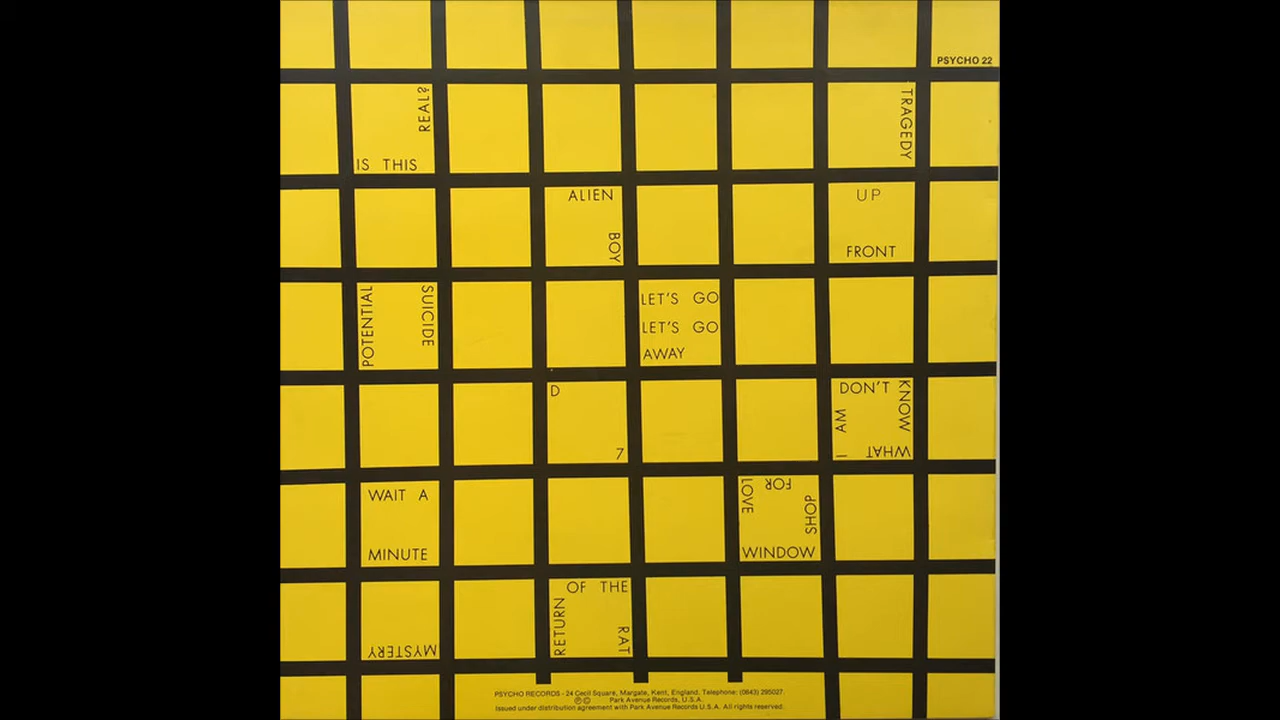 PSYCHO 22
IS THIS REAL?
TRAGEDY
ALIEN BOY
UP
FRONT
POTENTIAL SUICIDE
LET'S GO
LET'S GO
AWAY
D
7
I AM
DON'T
KNOW
WHAT
WAIT A
MINUTE
WINDOW
SHOP
FOR
LOVE
MYSTERY
RETURN
OF THE
RAT
PSYCHO RECORDS - 24 Cecil Square, Margate, Kent, England. Telephone: (0843) 295027.
Ⓟ © Park Avenue Records, U.S.A.
Issued under distribution agreement with Park Avenue Records U.S.A. All rights reserved.